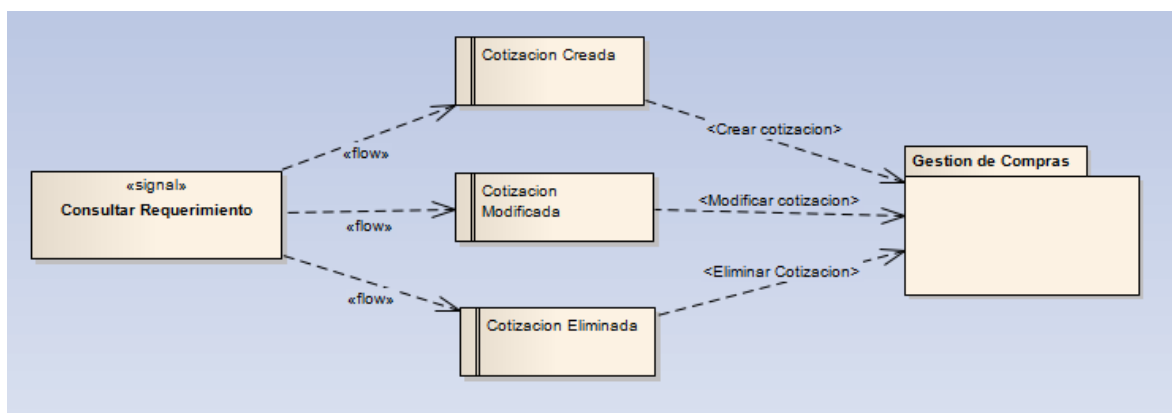 Cotizacion Creada
<Crear cotizacion>
«flow»
Gestion de Compras
«signal»
Consultar Requerimiento
Cotizacion
Modificada
<Modificar cotizacion>
«flow»
<Eliminar Cotizacion>
«flow»
Cotizacion Eliminada